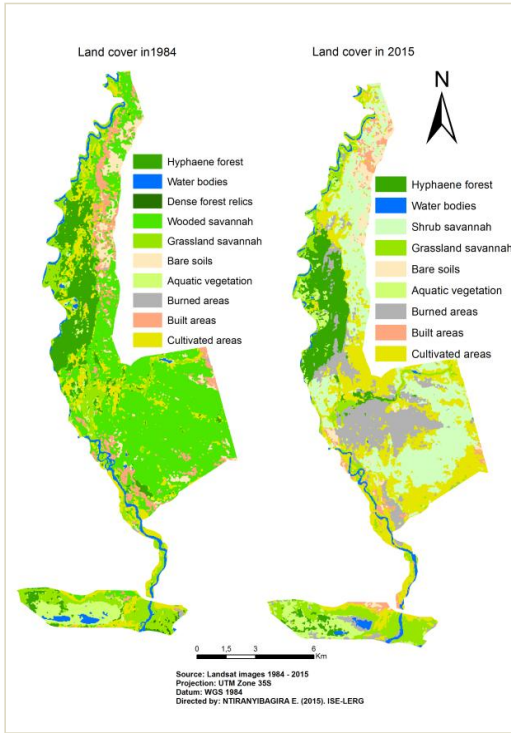 Land cover in1984
Land cover in 2015
N
Hyphaene forest
Water bodies
Dense forest relics
Wooded savannah
Grassland savannah
Bare soils
Aquatic vegetation
Burned areas
Built areas
Cultivated areas
Hyphaene forest
Water bodies
Shrub savannah
Grassland savannah
Bare soils
Aquatic vegetation
Burned areas
Built areas
Cultivated areas
0 1,5 3 6
Km
Source: Landsat images 1984 - 2015
Projection: UTM Zone 35S
Datum: WGS 1984
Directed by: NTIRANYIBAGIRA E. (2015). ISE-LERG